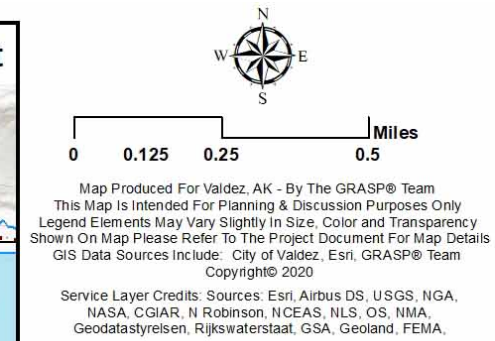 N
W E
S
Miles
0 0.125 0.25 0.5
Map Produced For Valdez, AK - By The GRASP® Team
This Map Is Intended For Planning & Discussion Purposes Only
Legend Elements May Vary Slightly In Size, Color and Transparency
Shown On Map Please Refer To The Project Document For Map Details
GIS Data Sources Include: City of Valdez, Esri, GRASP® Team
Copyright© 2020
Service Layer Credits: Sources: Esri, Airbus DS, USGS, NGA,
NASA, CGIAR, N Robinson, NCEAS, NLS, OS, NMA,
Geodatastyrelsen, Rijkswaterstaat, GSA, Geoland, FEMA,